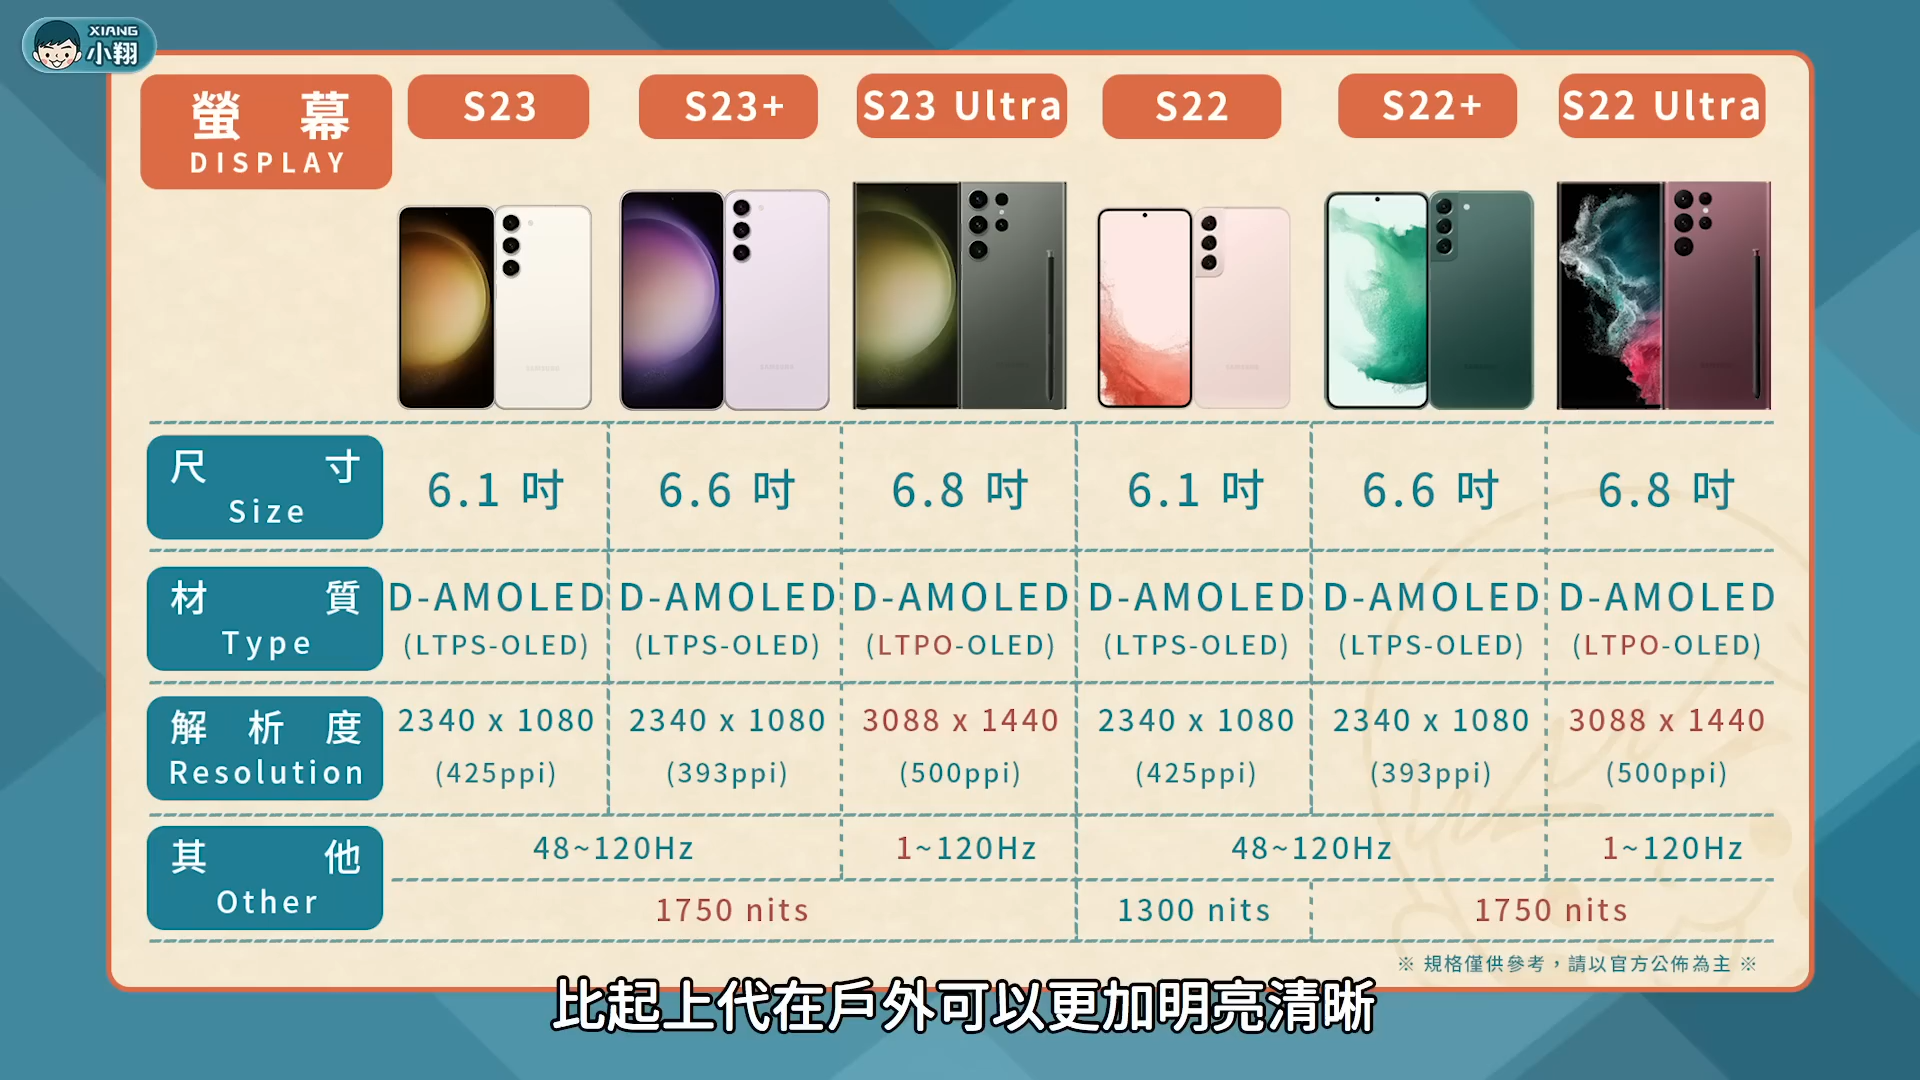 XIANG
小翔
螢幕
DISPLAY
S23
S23+
S23 Ultra
S22
S22+
S22 Ultra
尺寸
Size
6.1 吋
6.6 吋
6.8 吋
6.1 吋
6.6 吋
6.8 吋
材質
Type
D-AMOLED
(LTPS-OLED)
D-AMOLED
(LTPS-OLED)
D-AMOLED
(LTPO-OLED)
D-AMOLED
(LTPS-OLED)
D-AMOLED
(LTPS-OLED)
D-AMOLED
(LTPO-OLED)
解析度
Resolution
2340 x 1080
(425ppi)
2340 x 1080
(393ppi)
3088 x 1440
(500ppi)
2340 x 1080
(425ppi)
2340 x 1080
(393ppi)
3088 x 1440
(500ppi)
其他
Other
48~120Hz
1~120Hz
48~120Hz
1~120Hz
1750 nits
1300 nits
1750 nits
※ 規格僅供參考，請以官方公佈為主 ※
比起上代在戶外可以更加明亮清晰